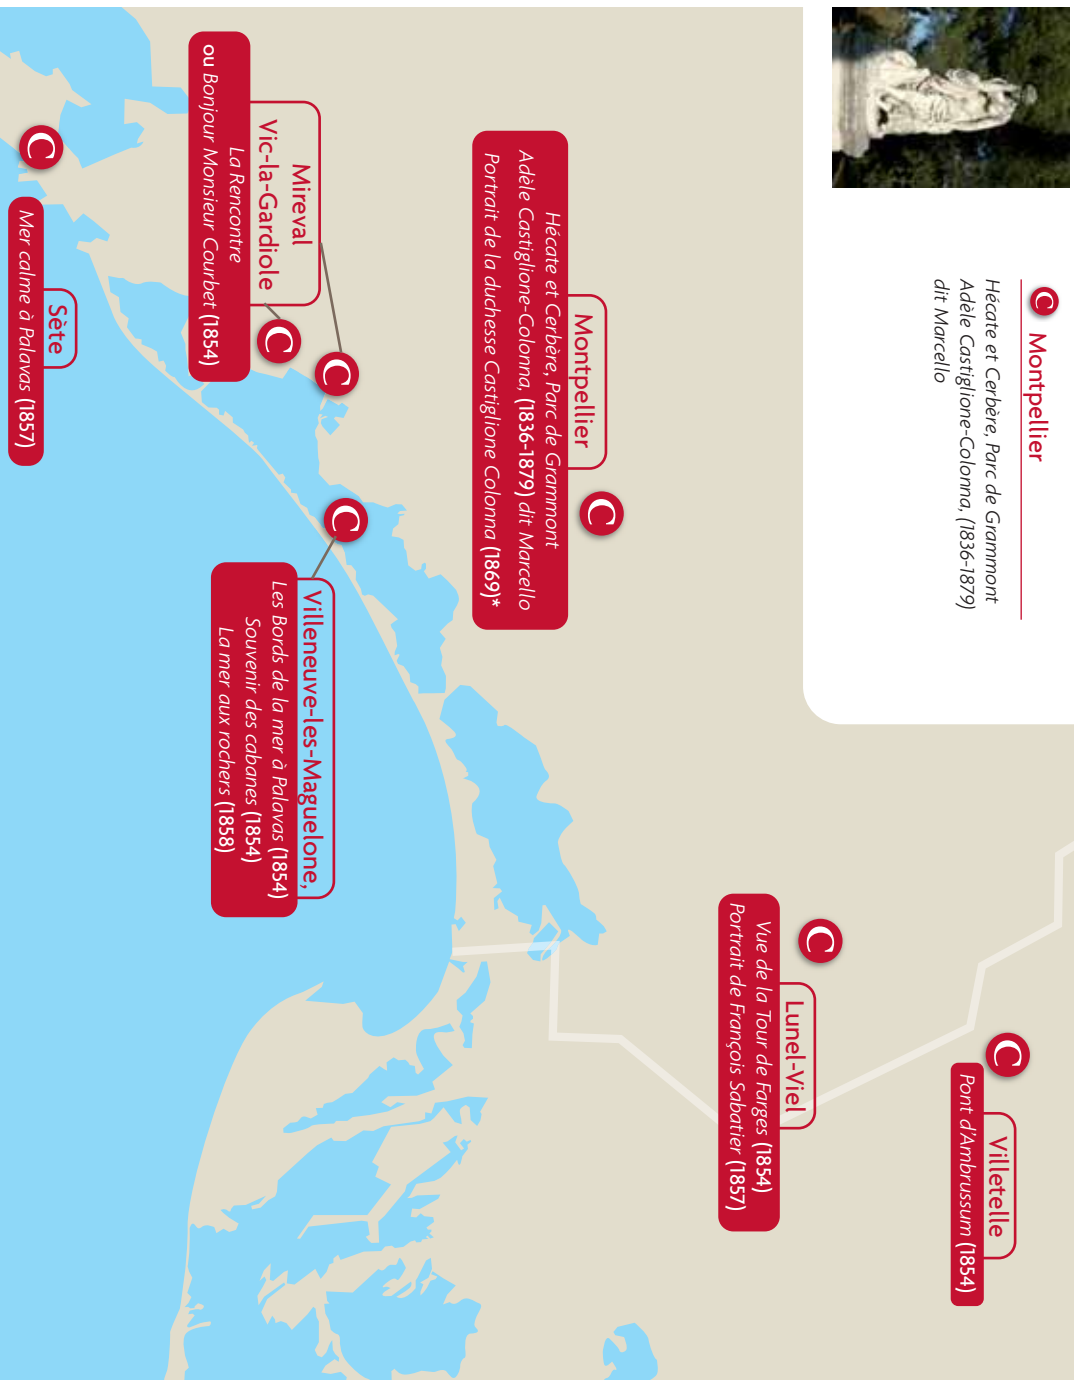 C Montpellier
Hécate et Cerbère, Parc de Grammont
Adèle Castiglione-Colonna, (1836-1879)
dit Marcello
C
Villetelle
Pont d'Ambrussum (1854)
C
Lunel-Viel
Vue de la Tour de Farges (1854)
Portrait de François Sabatier (1857)
C
Montpellier
Hécate et Cerbère, Parc de Grammont
Adèle Castiglione-Colonna, (1836-1879) dit Marcello
Portrait de la duchesse Castiglione Colonna (1869)*
C
Villeneuve-les-Maguelone,
Les Bords de la mer à Palavas (1854)
Souvenir des cabanes (1854)
La mer aux rochers (1858)
C
C
Mireval
Vic-la-Gardiole
La Rencontre
ou Bonjour Monsieur Courbet (1854)
C
Sète
Mer calme à Palavas (1857)